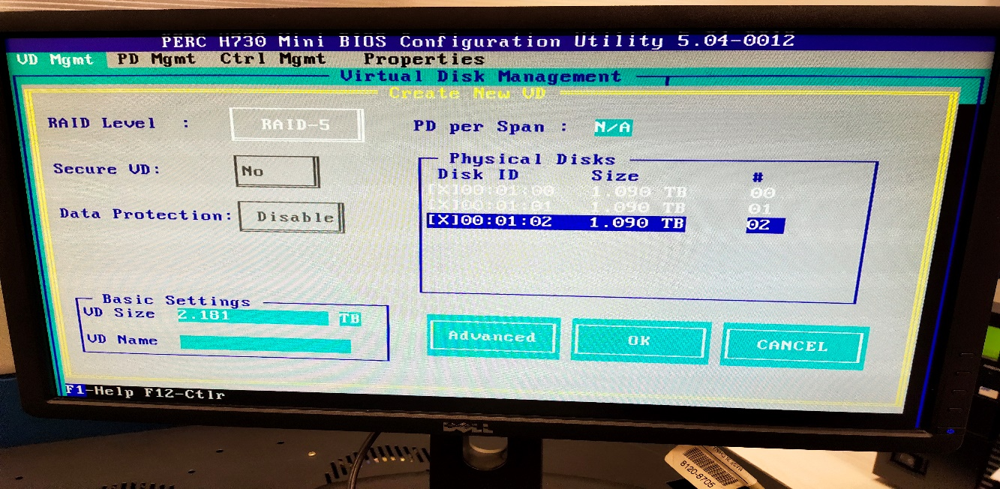 PERC H730 Mini BIOS Configuration Utility 5.04-0012
VD Mgmt PD Mgmt Ctrl Mgmt Properties
Virtual Disk Management
Create New VD
RAID Level : RAID-5
PD per Span : N/A
Secure VD: No
Data Protection: Disable
Physical Disks
Disk ID Size #
[X]00:01:00 1.090 TB 00
[X]00:01:01 1.090 TB 01
[X]00:01:02 1.090 TB 02
Basic Settings
VD Size 2.181 TB
VD Name
Advanced OK CANCEL
F1-Help F12-Ctlr
DELL
8120-8705